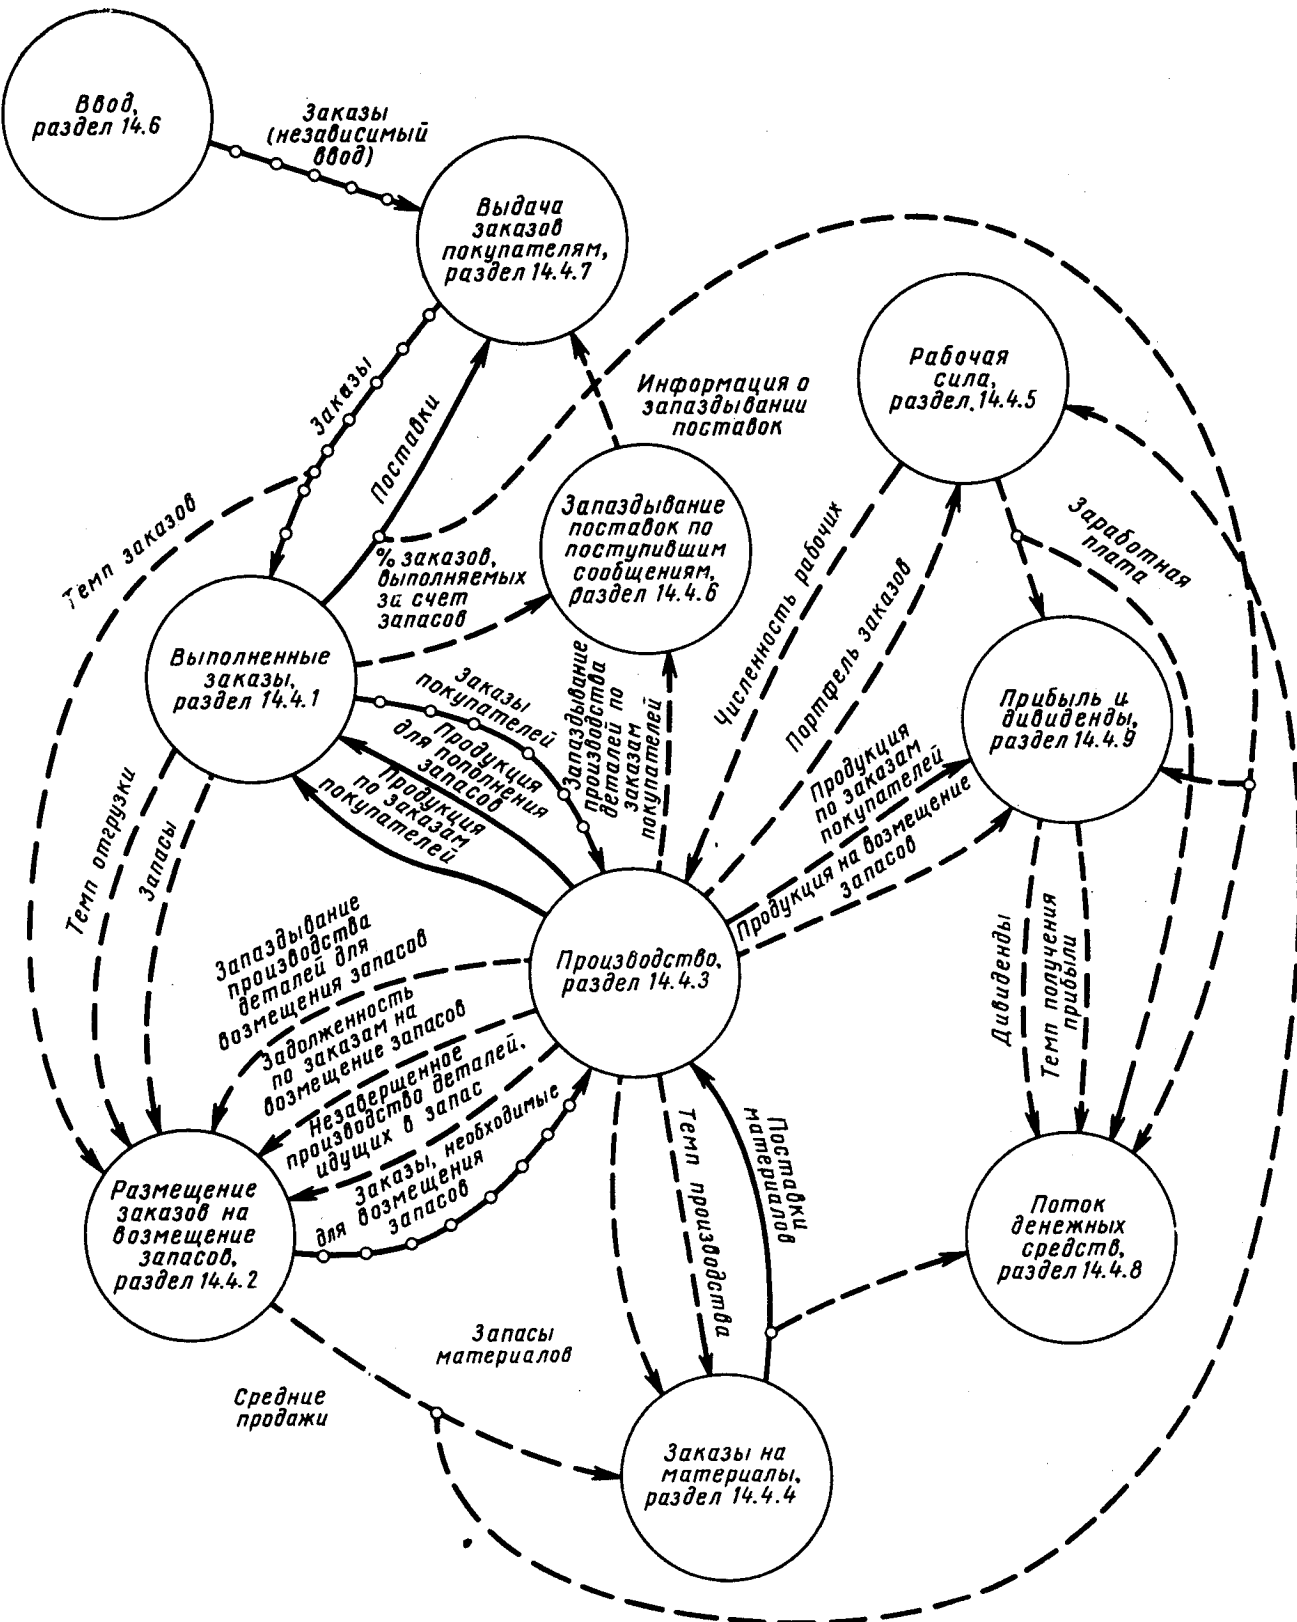 Ввод,
раздел 14.6
Заказы
(независимый
ввод)
Выдача
заказов
покупателям,
раздел 14.4.7
Заказы
Поставки
Информация о
запаздывании
поставок
Рабочая
сила,
раздел 14.4.5
Темп заказов
% заказов,
выполняемых
за счет
запасов
Запаздывание
поставок по
поступившим
сообщениям,
раздел 14.4.6
Численность рабочих
Портфель заказов
Заработная
плата
Выполненные
заказы,
раздел 14.4.1
Заказы
покупателей
Продукция
для пополнения
запасов
Продукция
по заказам
покупателей
Запаздывание
производства
деталей по
заказам
покупателей
Прибыль и
дивиденды,
раздел 14.4.9
Продукция
по заказам
покупателей
Продукция на возмещение
запасов
Темп отгрузки
Запасы
Запаздывание
производства
деталей для
возмещения запасов
Задолженность
по заказам на
возмещение запасов
Незавершенное
производство деталей,
идущих в запас
Заказы, необходимые
для возмещения
запасов
Производство,
раздел 14.4.3
Дивиденды
Темп получения
прибыли
Темп производства
Поставки
материалов
Размещение
заказов на
возмещение
запасов,
раздел 14.4.2
Поток
денежных
средств,
раздел 14.4.8
Запасы
материалов
Средние
продажи
Заказы на
материалы,
раздел 14.4.4